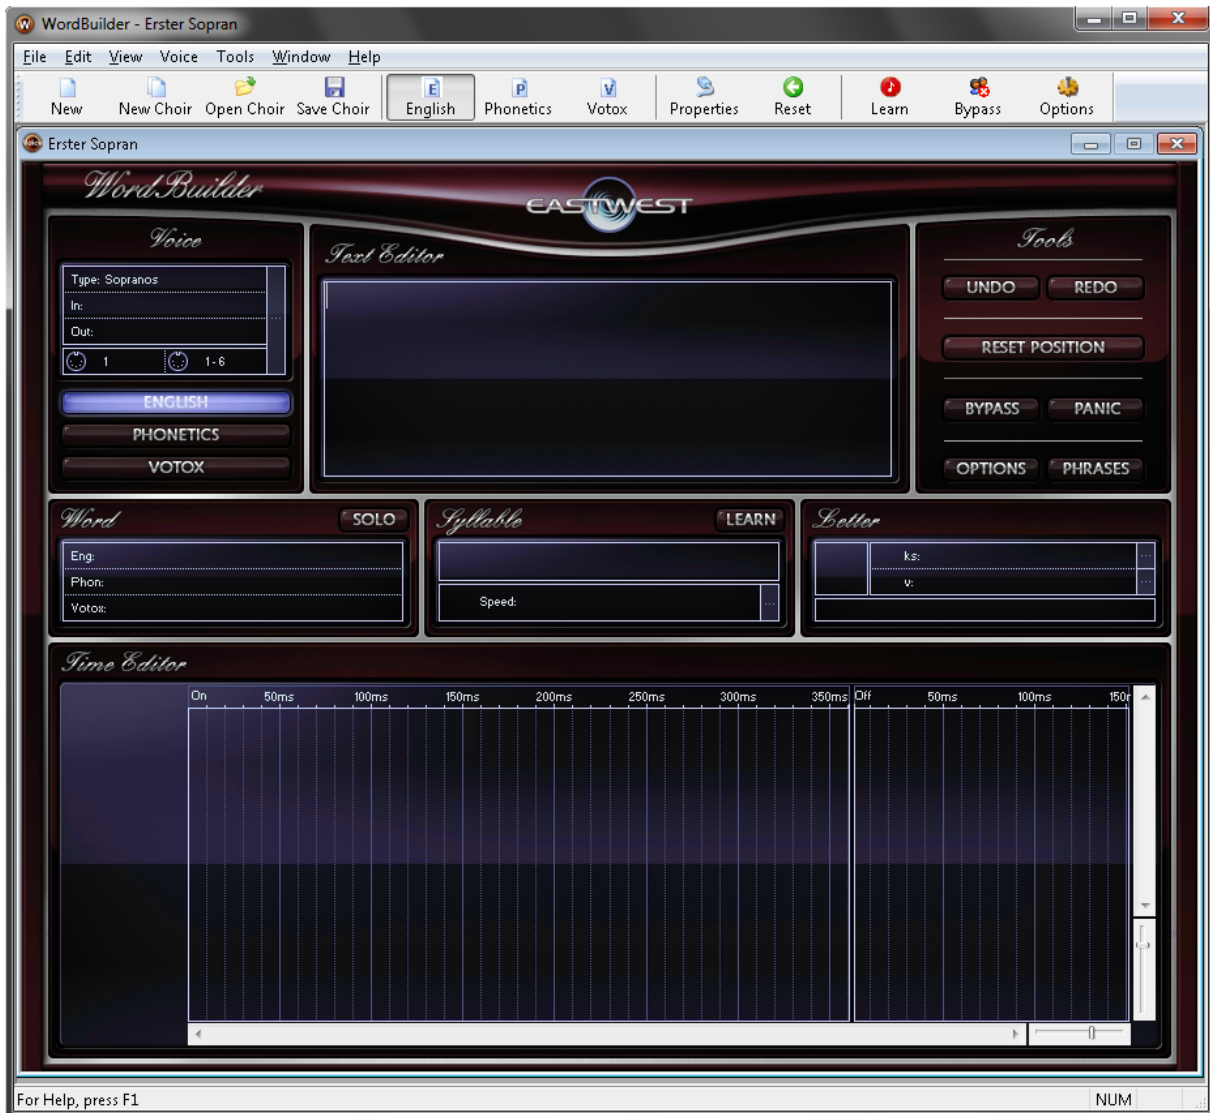 WordBuilder - Erster Sopran
File Edit View Voice Tools Window Help
New New Choir Open Choir Save Choir English Phonetics Votox Properties Reset Learn Bypass Options
Erster Sopran
WordBuilder
EASTWEST
Voice
Type: Sopranos
In:
Out:
1 1-6
ENGLISH
PHONETICS
VOTOX
Text Editor
Tools
UNDO REDO
RESET POSITION
BYPASS PANIC
OPTIONS PHRASES
Word SOLO
Eng:
Phon:
Votox:
Syllable LEARN
Speed:
Letter
ks:
v:
Time Editor
On 50ms 100ms 150ms 200ms 250ms 300ms 350ms Off 50ms 100ms 150r
For Help, press F1 NUM